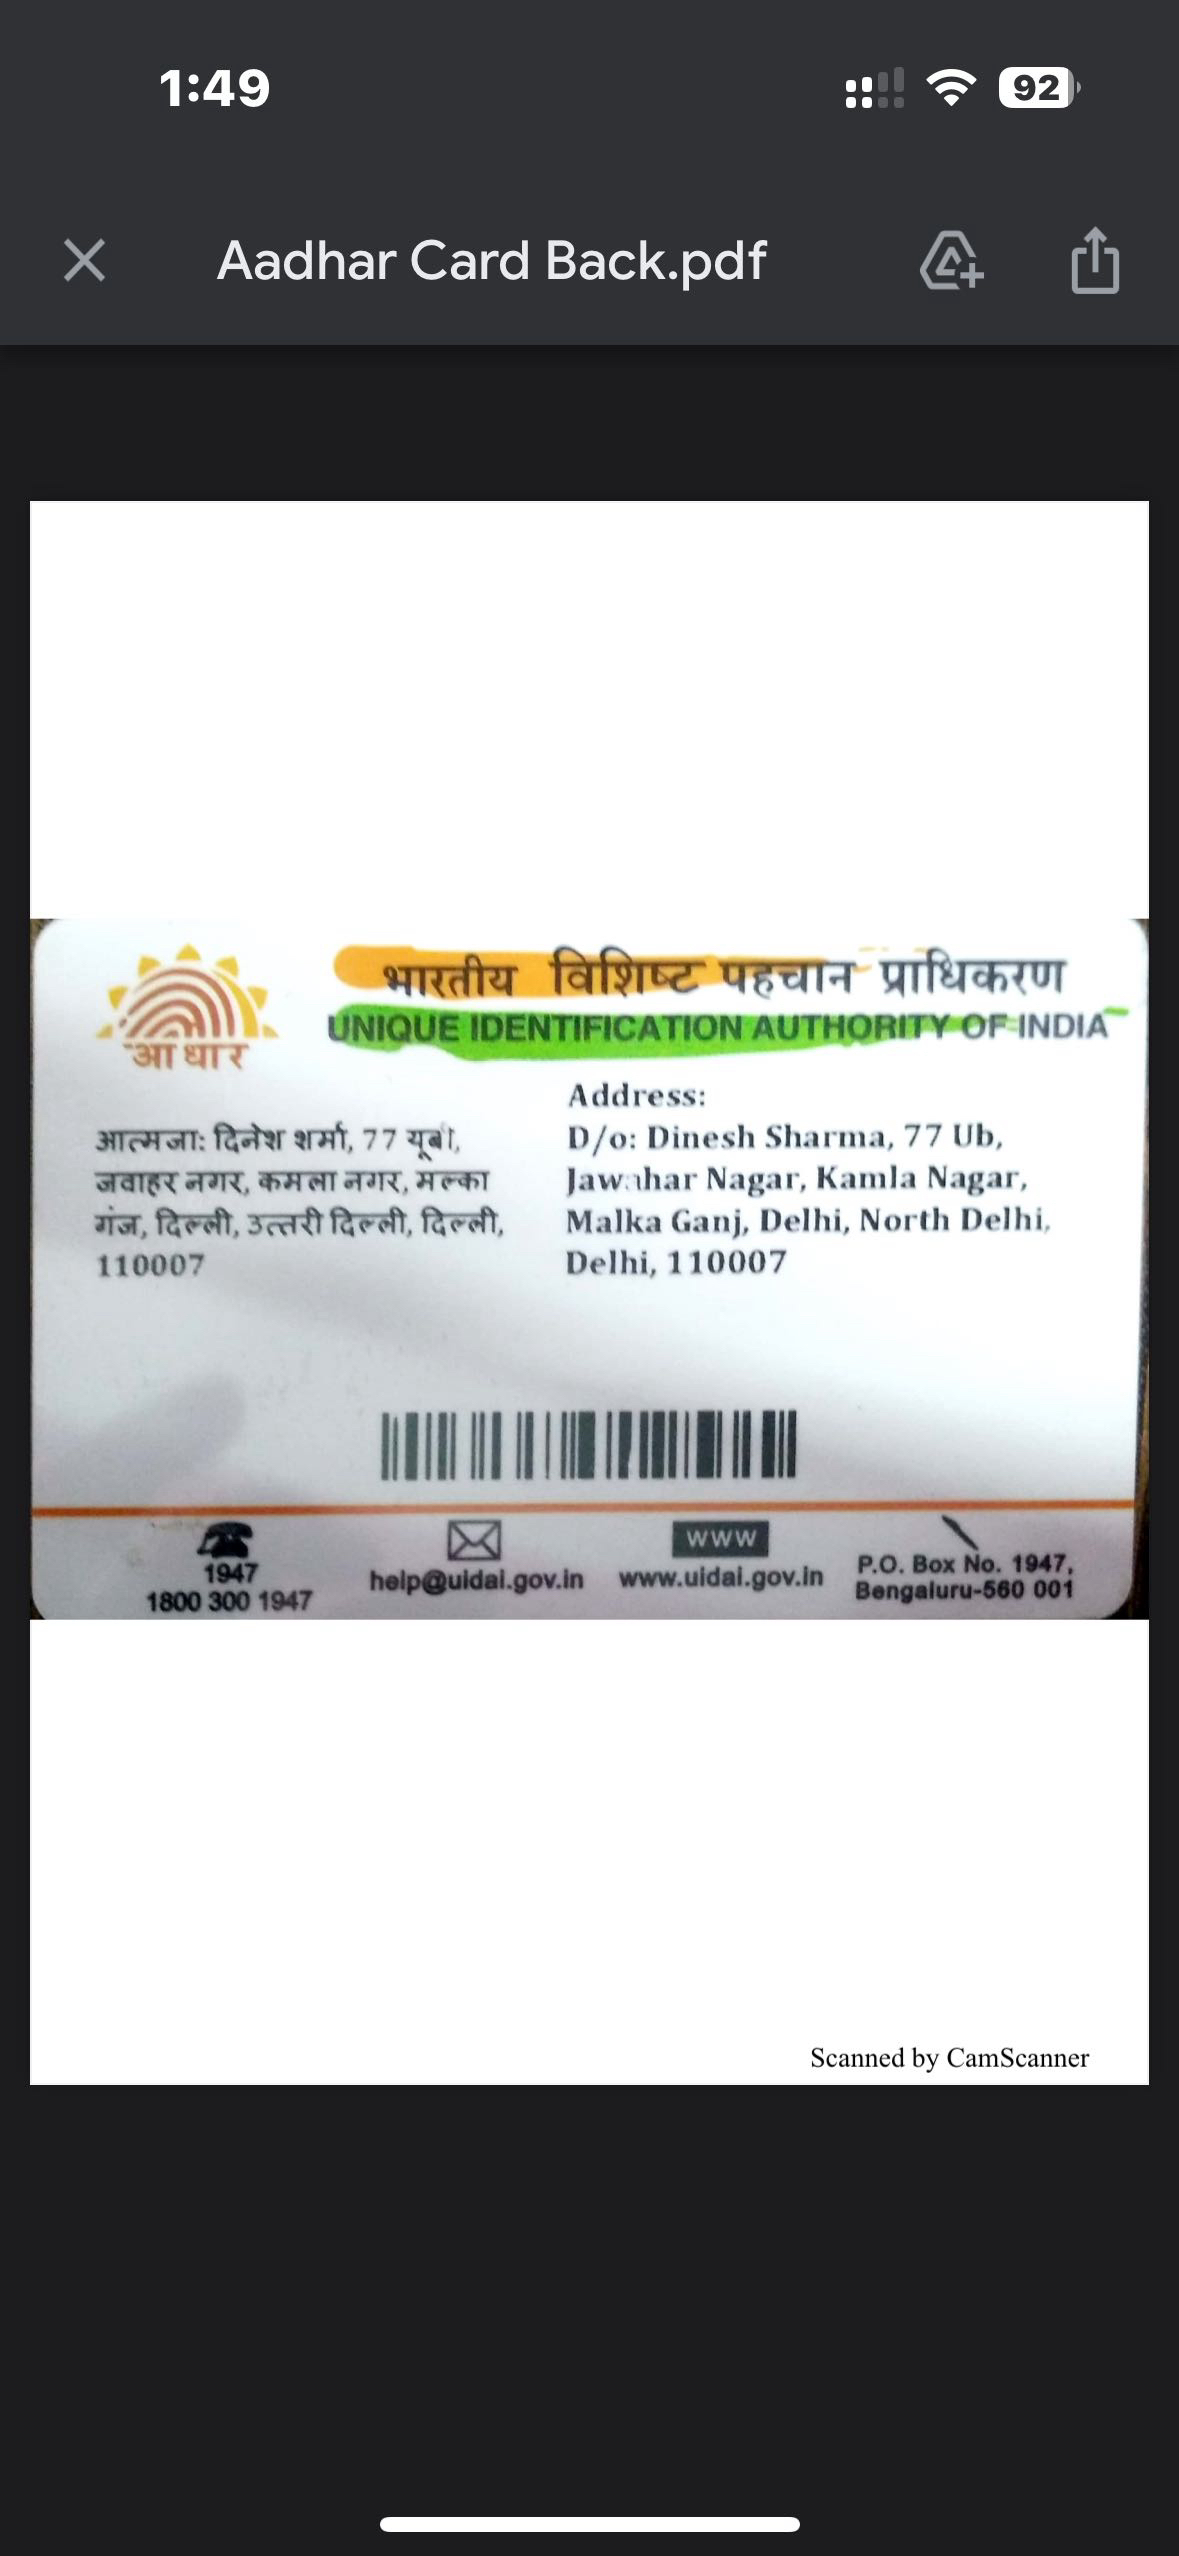 1:49
92
Aadhar Card Back.pdf
भारतीय विशिष्ट पहचान प्राधिकरण
UNIQUE IDENTIFICATION AUTHORITY OF INDIA
आधार
आत्मजा: दिनेश शर्मा, 77 यूबी,
जवाहर नगर, कमला नगर, मल्का
गंज, दिल्ली, उत्तरी दिल्ली, दिल्ली,
110007
Address:
D/o: Dinesh Sharma, 77 Ub,
Jawahar Nagar, Kamla Nagar,
Malka Ganj, Delhi, North Delhi,
Delhi, 110007
1947
1800 300 1947
help@uidai.gov.in
www
www.uidai.gov.in
P.O. Box No. 1947,
Bengaluru-560 001
Scanned by CamScanner